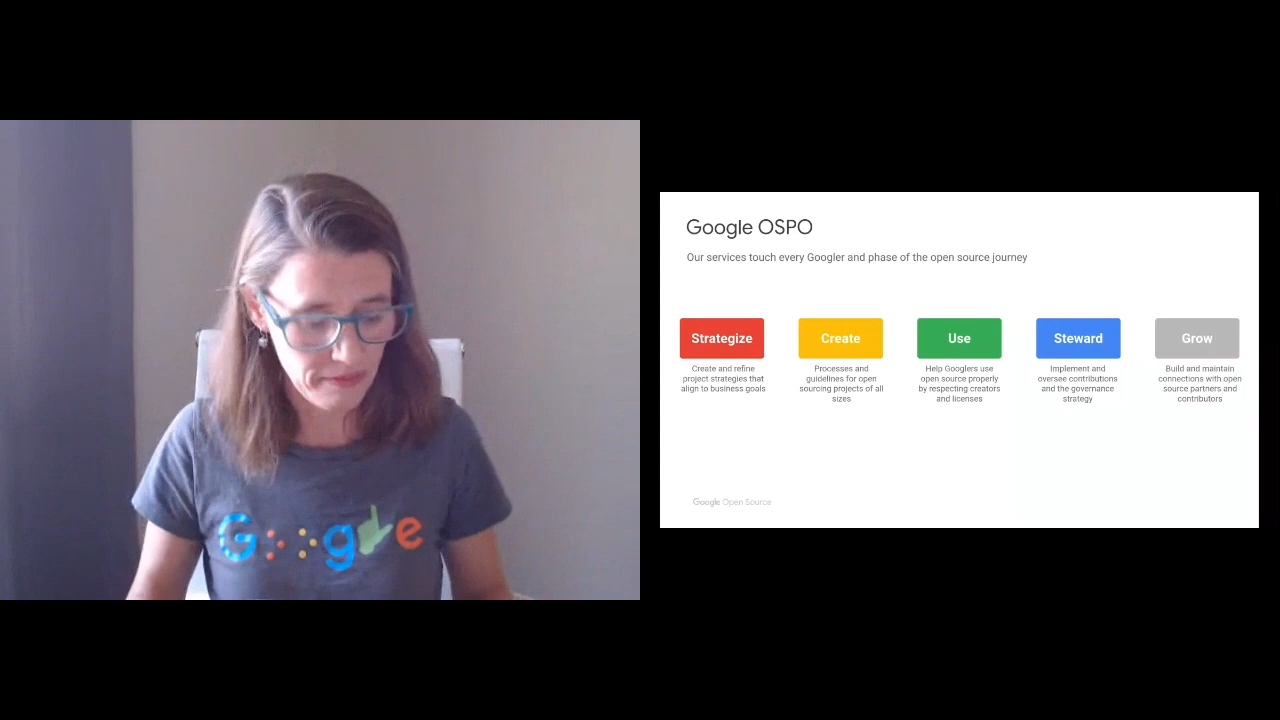 Google
Google OSPO
Our services touch every Googler and phase of the open source journey
Strategize
Create and refine
project strategies that
align to business goals
Create
Processes and
guidelines for open
sourcing projects of all
sizes
Use
Help Googlers use
open source properly
by respecting creators
and licenses
Steward
Implement and
oversee contributions
and the governance
strategy
Grow
Build and maintain
connections with open
source partners and
contributors
Google Open Source